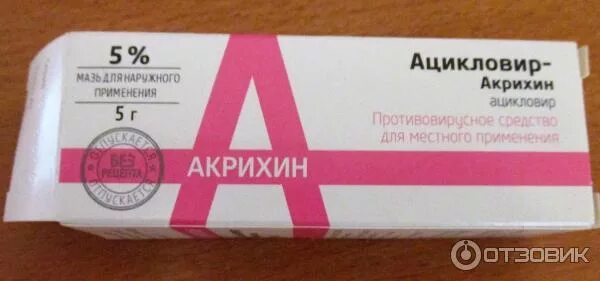 5 %
МАЗЬ ДЛЯ НАРУЖНОГО
ПРИМЕНЕНИЯ
5 г
ОТПУСКАЕТСЯ
БЕЗ
РЕЦЕПТА
ОТПУСКАЕТСЯ
АКРИХИН
Ацикловир-
Акрихин
ацикловир
Противовирусное средство
для местного применения
ОТЗОВИК